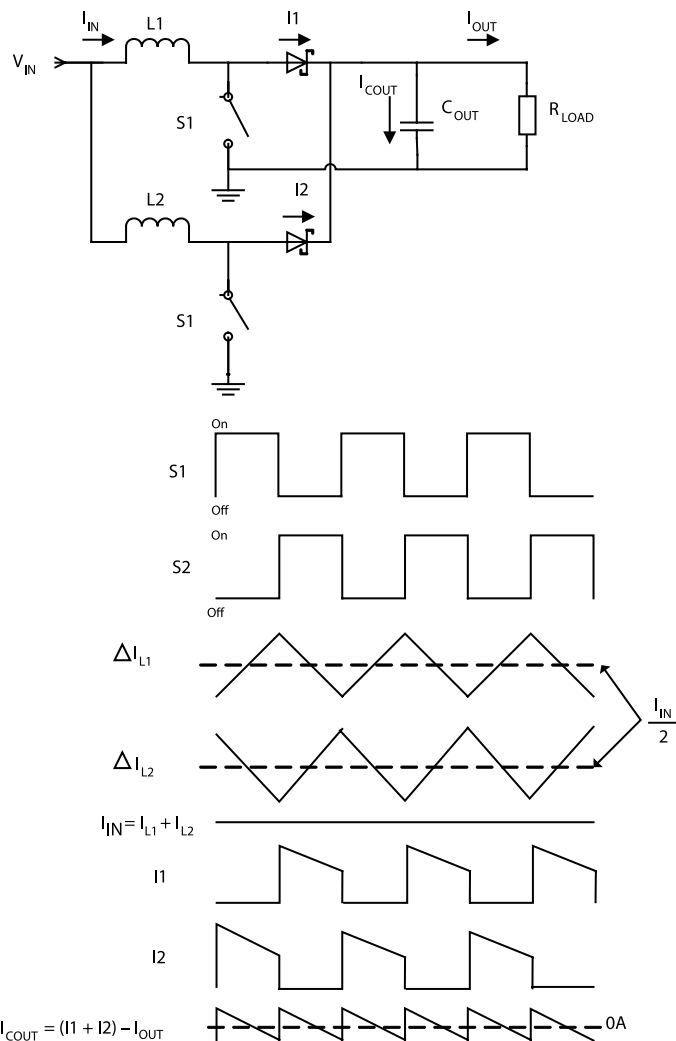 I_IN L1 I1 I_OUT
V_IN
I_COUT
C_OUT
R_LOAD
S1
L2 I2
S1
On
S1
Off
On
S2
Off
ΔI_L1
I_IN
2
ΔI_L2
I_IN = I_L1 + I_L2
I1
I2
I_COUT = (I1 + I2) – I_OUT
0A